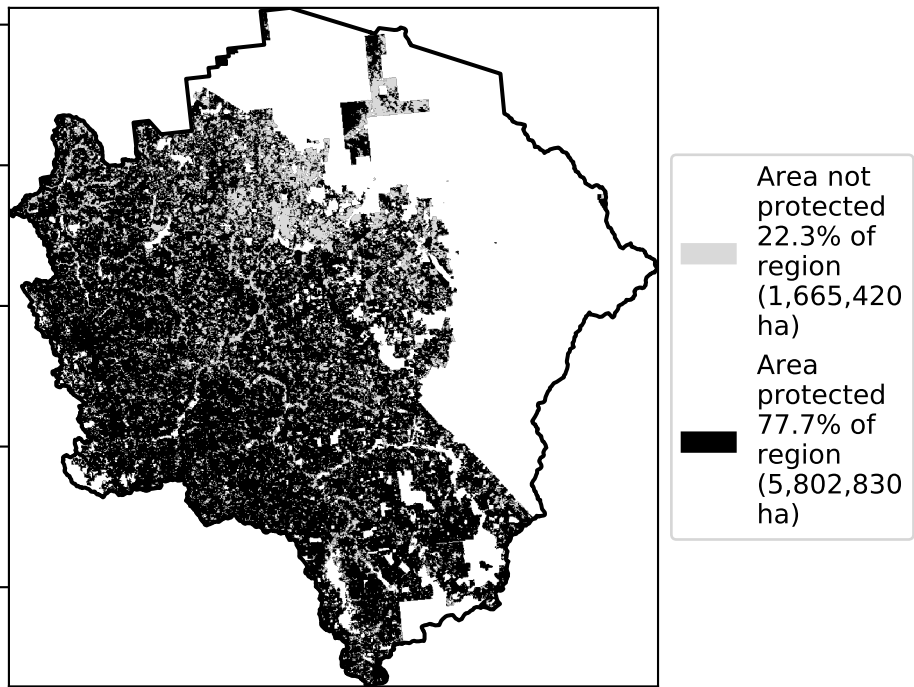 Area not
protected
22.3% of
region
(1,665,420
ha)
Area
protected
77.7% of
region
(5,802,830
ha)